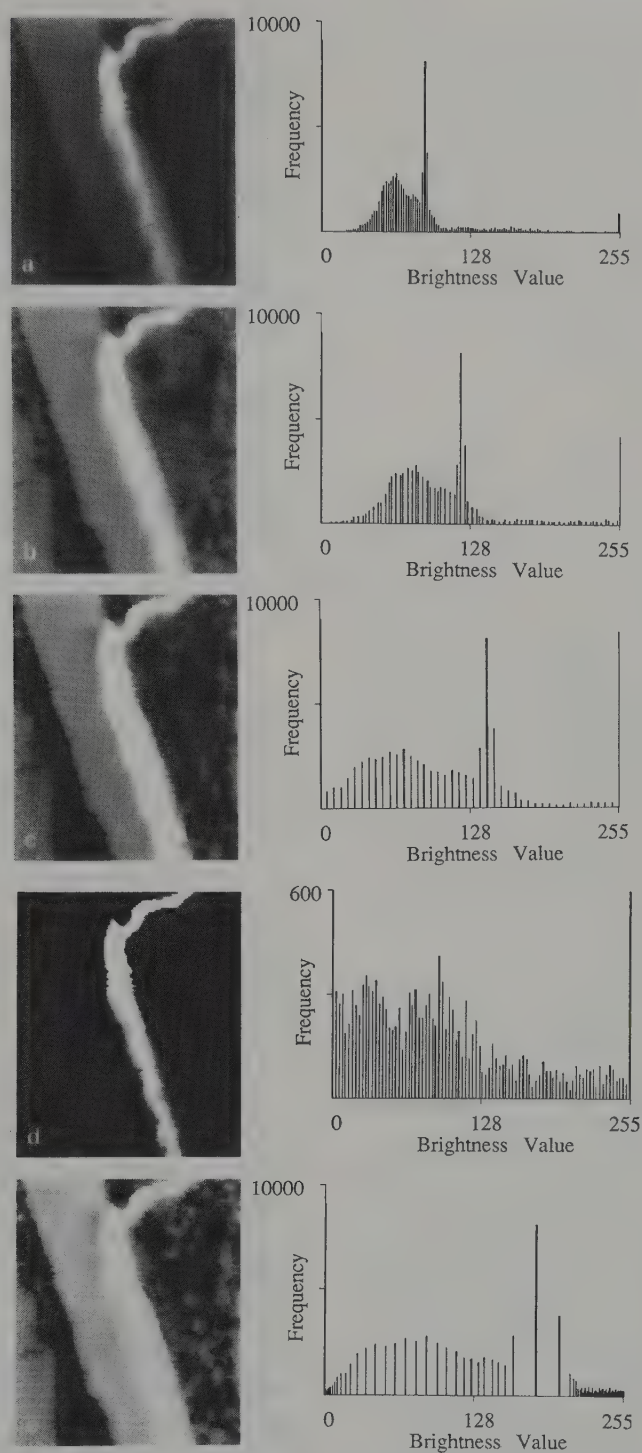 a
10000
Frequency
0 128 255
Brightness Value
b
10000
Frequency
0 128 255
Brightness Value
c
10000
Frequency
0 128 255
Brightness Value
d
600
Frequency
0 128 255
Brightness Value
10000
Frequency
0 128 255
Brightness Value